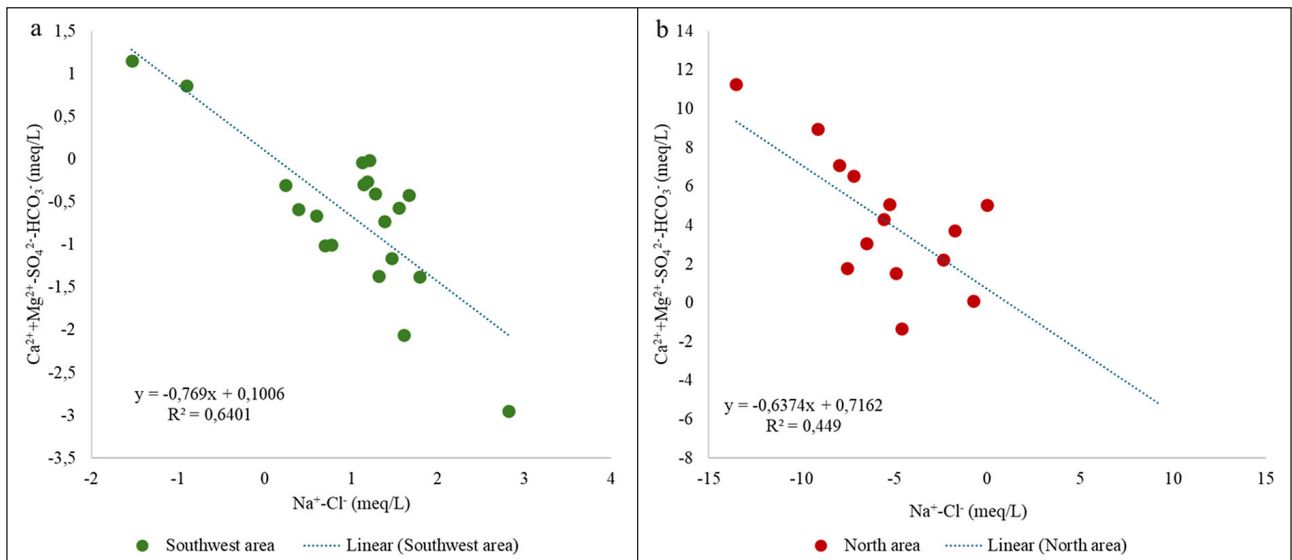 a
1,5
1
0,5
0
-0,5
-1
-1,5
-2
-2,5
-3
-3,5
Ca²⁺+Mg²⁺-SO₄²⁻-HCO₃⁻ (meq/L)
y = -0,769x + 0,1006
R² = 0,6401
-2 -1 0 1 2 3 4
Na⁺-Cl⁻ (meq/L)
Southwest area Linear (Southwest area)
b
14
12
10
8
6
4
2
0
-2
-4
-6
-8
Ca²⁺+Mg²⁺-SO₄²⁻-HCO₃⁻ (meq/L)
y = -0,6374x + 0,7162
R² = 0,449
-15 -10 -5 0 5 10 15
Na⁺-Cl⁻ (meq/L)
North area Linear (North area)